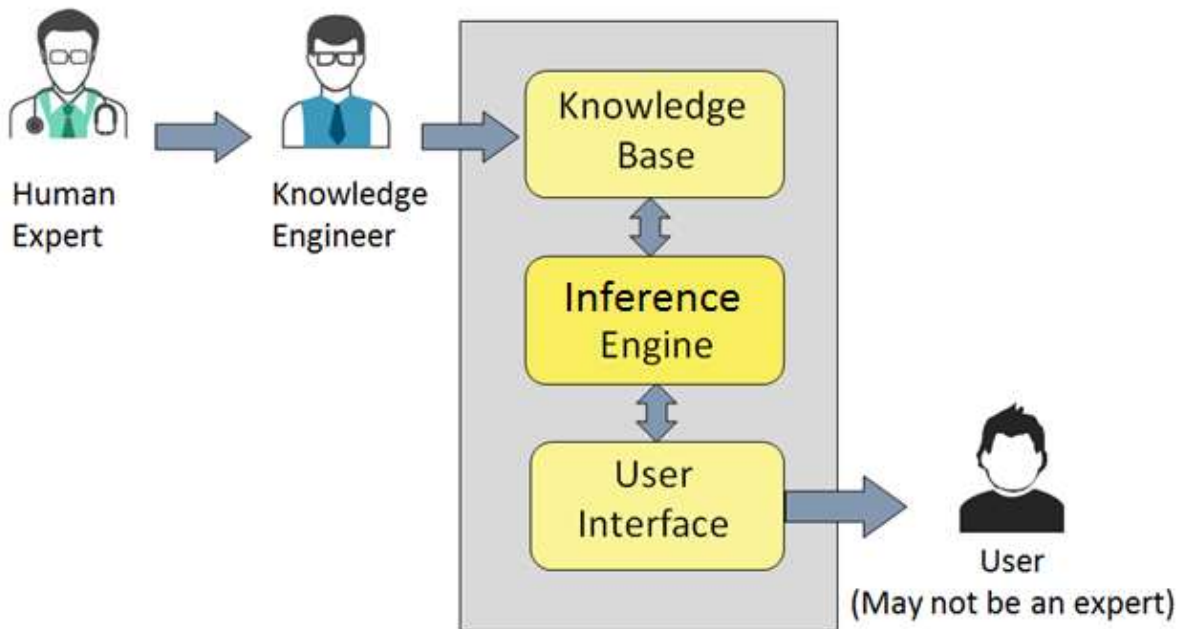 Human
Expert
Knowledge
Engineer
Knowledge
Base
Inference
Engine
User
Interface
User
(May not be an expert)